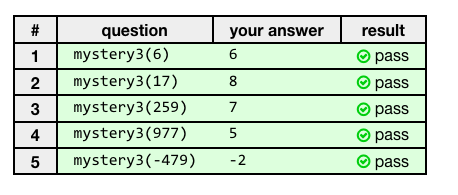 # question your answer result
1 mystery3(6) 6 pass
2 mystery3(17) 8 pass
3 mystery3(259) 7 pass
4 mystery3(977) 5 pass
5 mystery3(-479) -2 pass